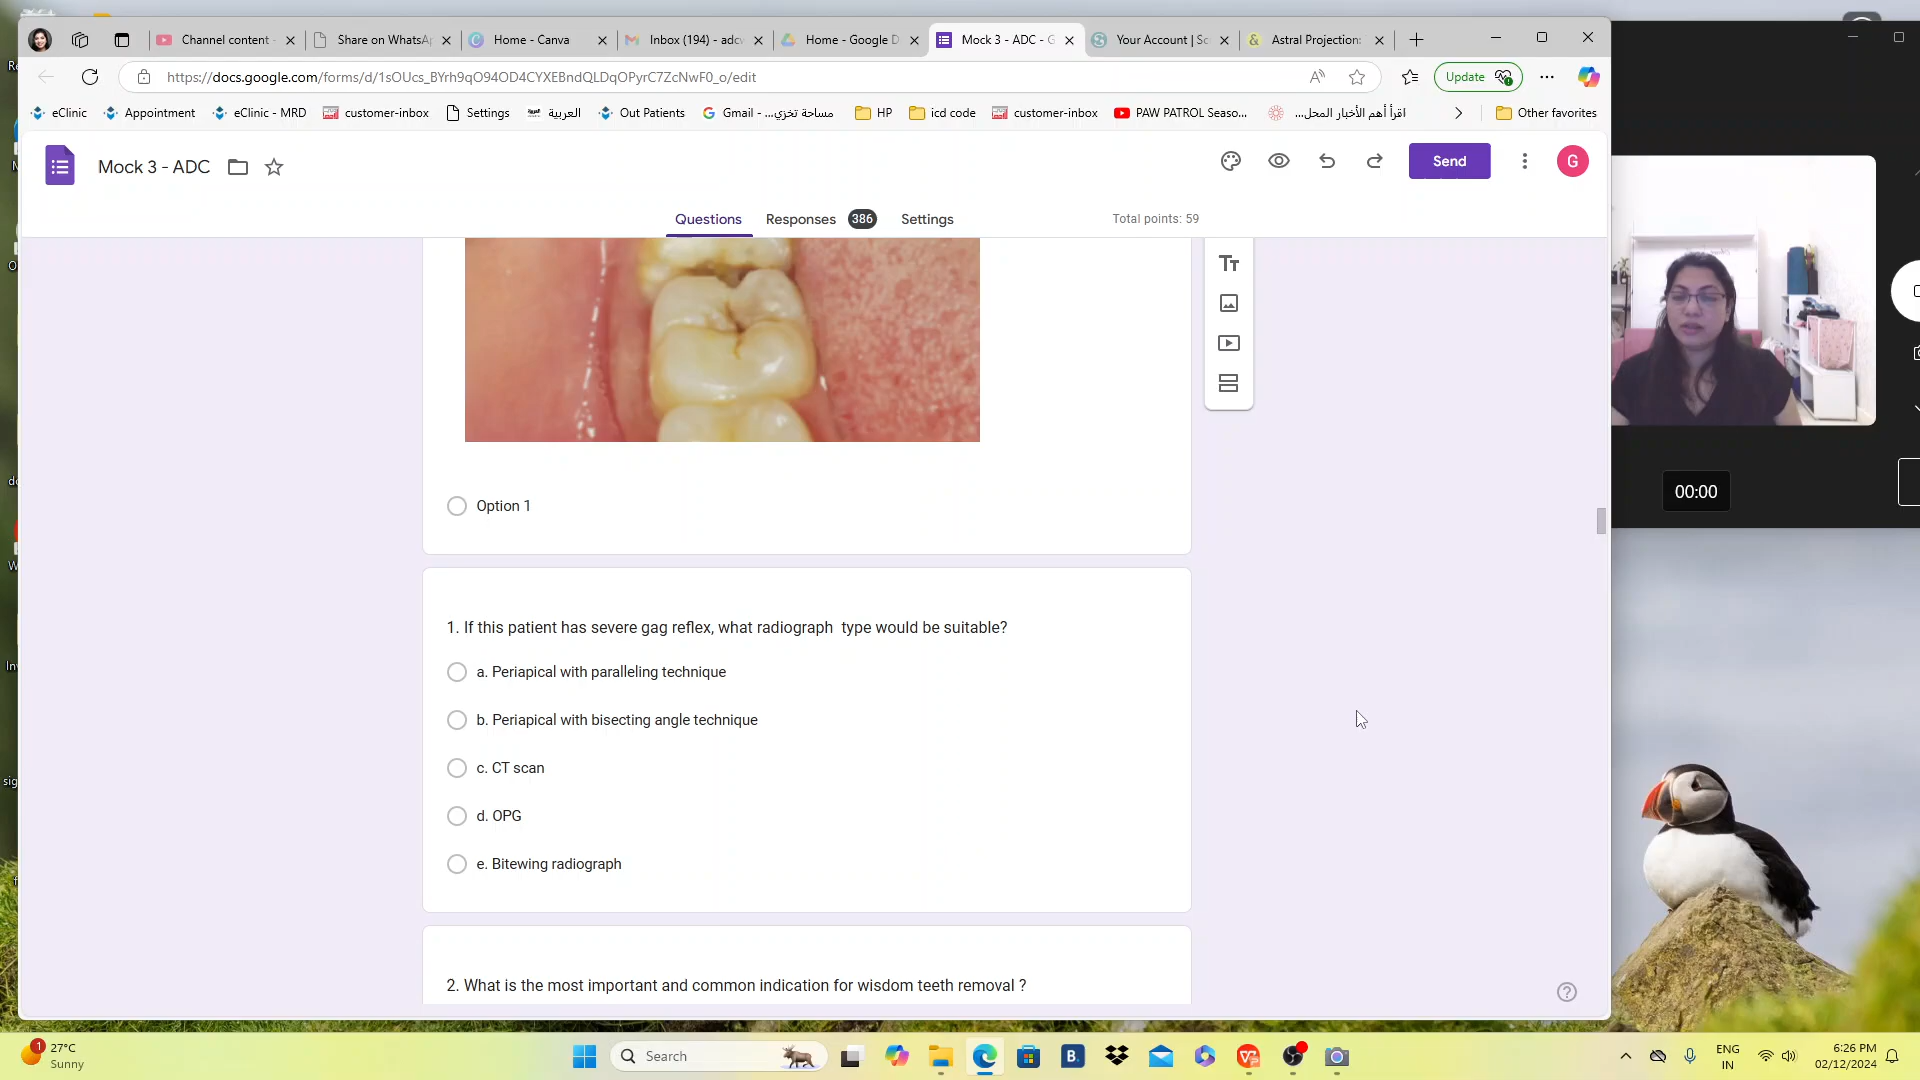 Channel content
Share on WhatsA
Home - Canva
Inbox (194) - adc
Home - Google D
Mock 3 - ADC - G
Your Account | Sc
Astral Projection:
https://docs.google.com/forms/d/1sOUcs_BYrh9qO94OD4CYXEBndQLDqOPyrC7ZcNwF0_o/edit
Update
eClinic
Appointment
eClinic - MRD
customer-inbox
Settings
العربية
Out Patients
Gmail - مساحة تخزي...
HP
icd code
customer-inbox
PAW PATROL Seaso...
اقرأ أهم الأخبار المحل...
Other favorites
Mock 3 - ADC
Send
G
Questions
Responses 386
Settings
Total points: 59
Option 1
1. If this patient has severe gag reflex, what radiograph type would be suitable?
a. Periapical with paralleling technique
b. Periapical with bisecting angle technique
c. CT scan
d. OPG
e. Bitewing radiograph
2. What is the most important and common indication for wisdom teeth removal ?
00:00
1
27°C
Sunny
Search
B.
ENG
IN
6:26 PM
02/12/2024